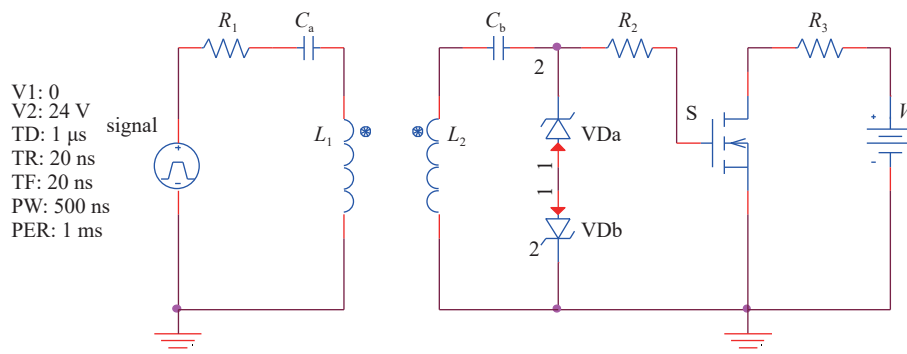 R1
Ca
Cb
R2
R3
V1: 0
V2: 24 V
TD: 1 μs
TR: 20 ns
TF: 20 ns
PW: 500 ns
PER: 1 ms
signal
L1
L2
2
VDa
1
1
2
VDb
S
V